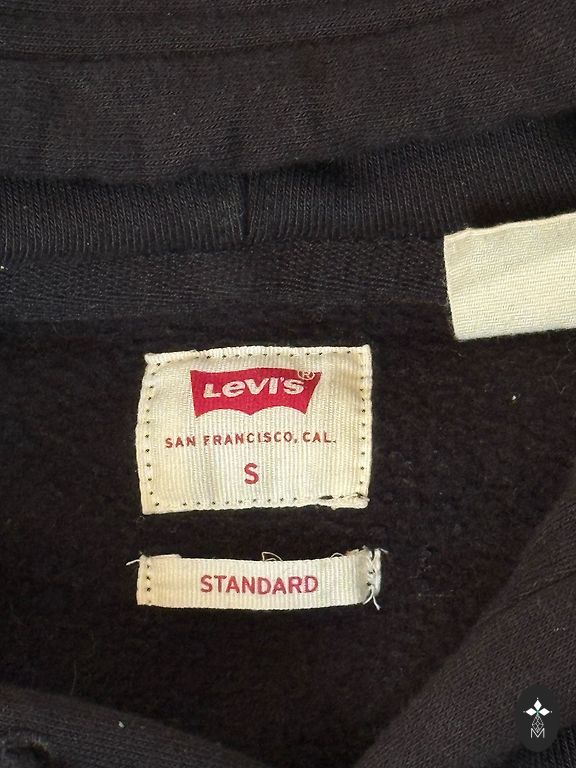 LEVI'S®
SAN FRANCISCO, CAL.
S
STANDARD
M